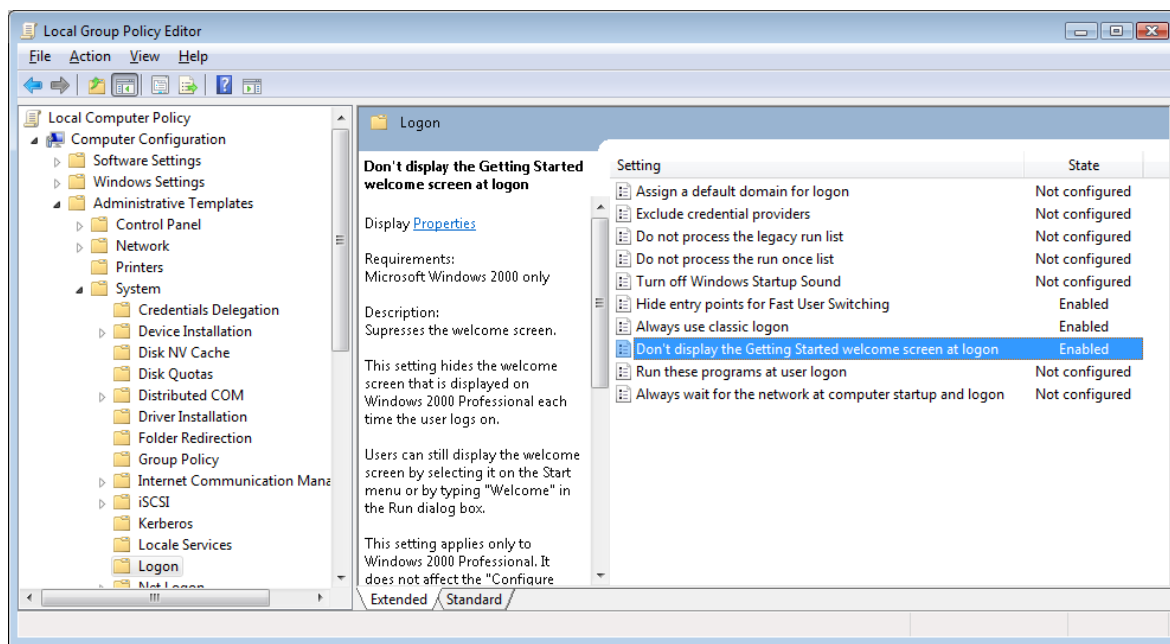 Local Group Policy Editor
File Action View Help
Local Computer Policy
Computer Configuration
Software Settings
Windows Settings
Administrative Templates
Control Panel
Network
Printers
System
Credentials Delegation
Device Installation
Disk NV Cache
Disk Quotas
Distributed COM
Driver Installation
Folder Redirection
Group Policy
Internet Communication Mana
iSCSI
Kerberos
Locale Services
Logon
Net Logon
Logon
Don't display the Getting Started
welcome screen at logon
Display Properties
Requirements:
Microsoft Windows 2000 only
Description:
Supresses the welcome screen.
This setting hides the welcome
screen that is displayed on
Windows 2000 Professional each
time the user logs on.
Users can still display the welcome
screen by selecting it on the Start
menu or by typing "Welcome" in
the Run dialog box.
This setting applies only to
Windows 2000 Professional. It
does not affect the "Configure
Setting State
Assign a default domain for logon Not configured
Exclude credential providers Not configured
Do not process the legacy run list Not configured
Do not process the run once list Not configured
Turn off Windows Startup Sound Not configured
Hide entry points for Fast User Switching Enabled
Always use classic logon Enabled
Don't display the Getting Started welcome screen at logon Enabled
Run these programs at user logon Not configured
Always wait for the network at computer startup and logon Not configured
Extended Standard